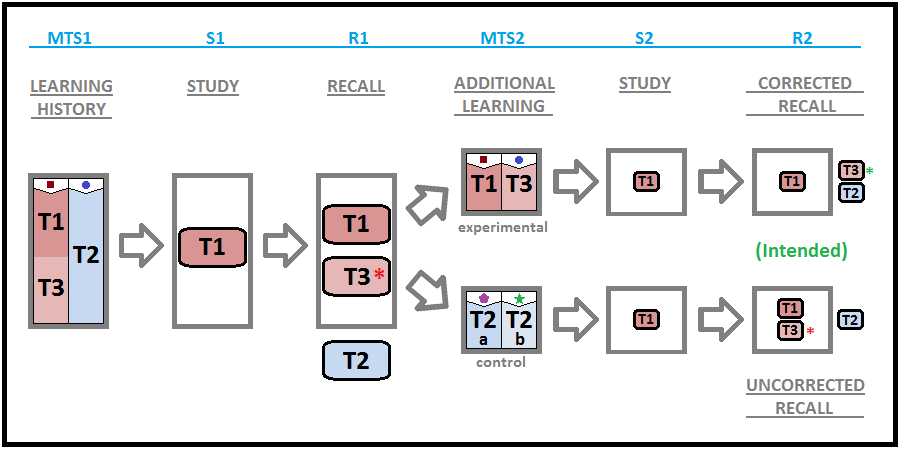 MTS1 S1 R1 MTS2 S2 R2
LEARNING HISTORY
STUDY
RECALL
ADDITIONAL LEARNING
STUDY
CORRECTED RECALL
T1
T3
T2
T1
T1
T3 *
T2
T1 T3
experimental
T1
T1
T3 *
T2
(Intended)
T2 a
T2 b
control
T1
T1
T3 *
T2
UNCORRECTED RECALL